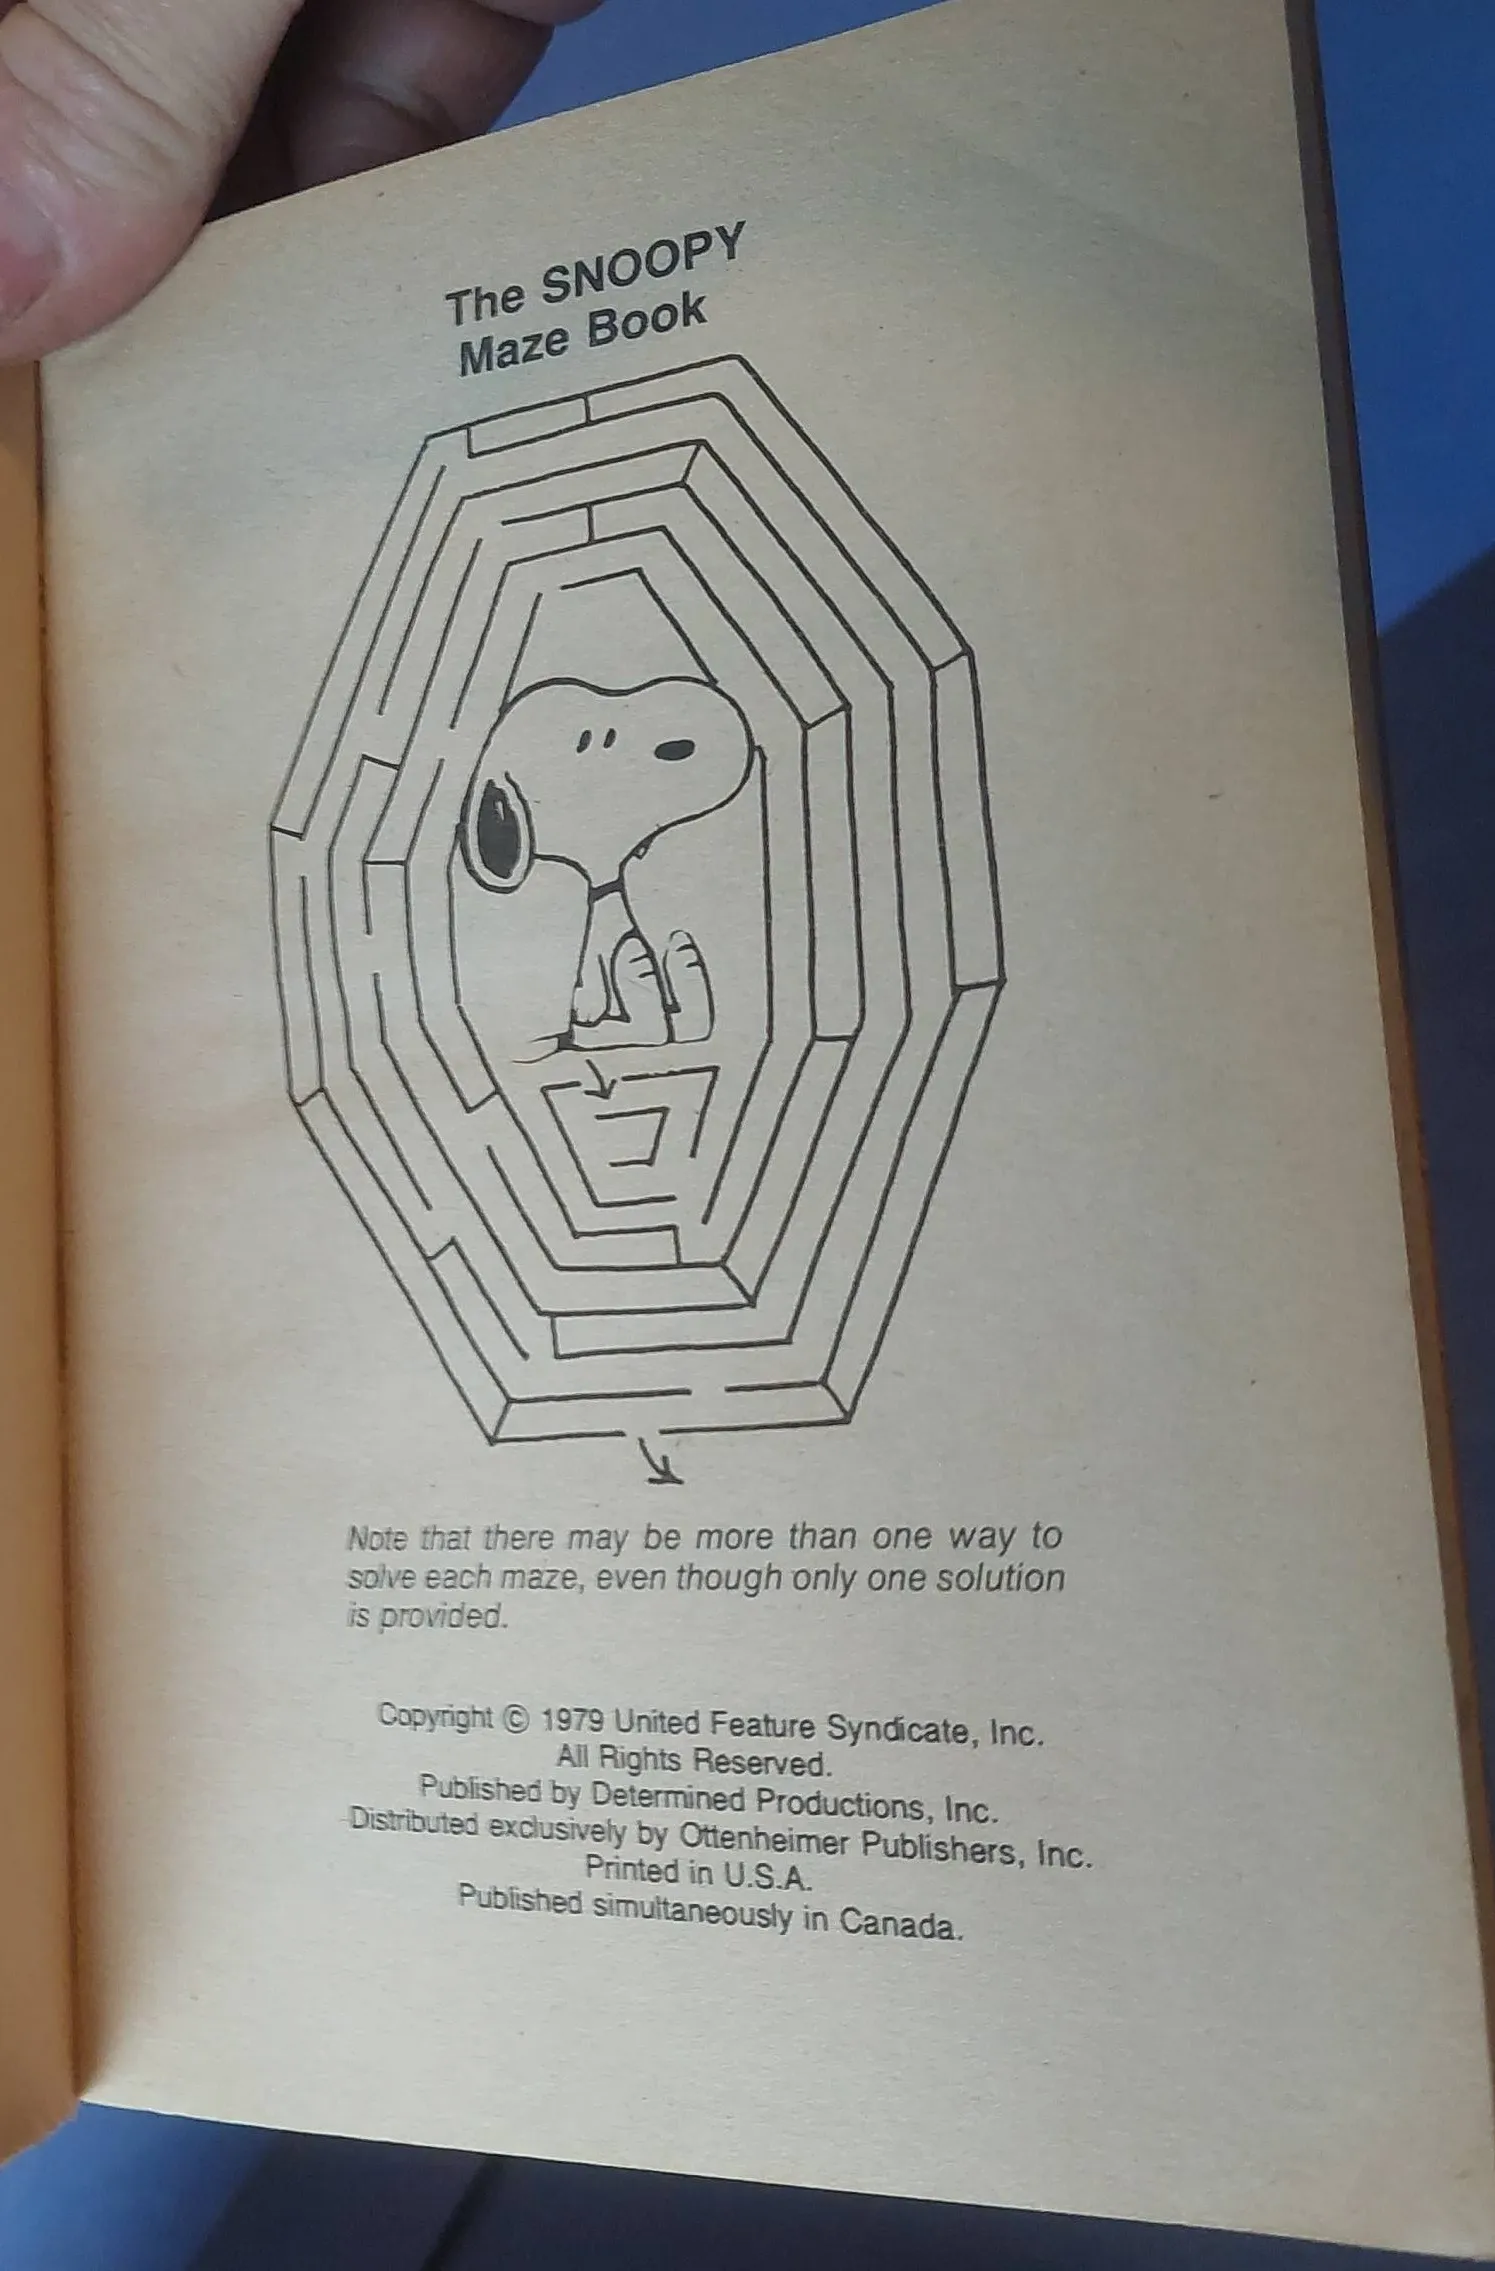 The SNOOPY
Maze Book
Note that there may be more than one way to
solve each maze, even though only one solution
is provided.
Copyright © 1979 United Feature Syndicate, Inc.
All Rights Reserved.
Published by Determined Productions, Inc.
Distributed exclusively by Ottenheimer Publishers, Inc.
Printed in U.S.A.
Published simultaneously in Canada.